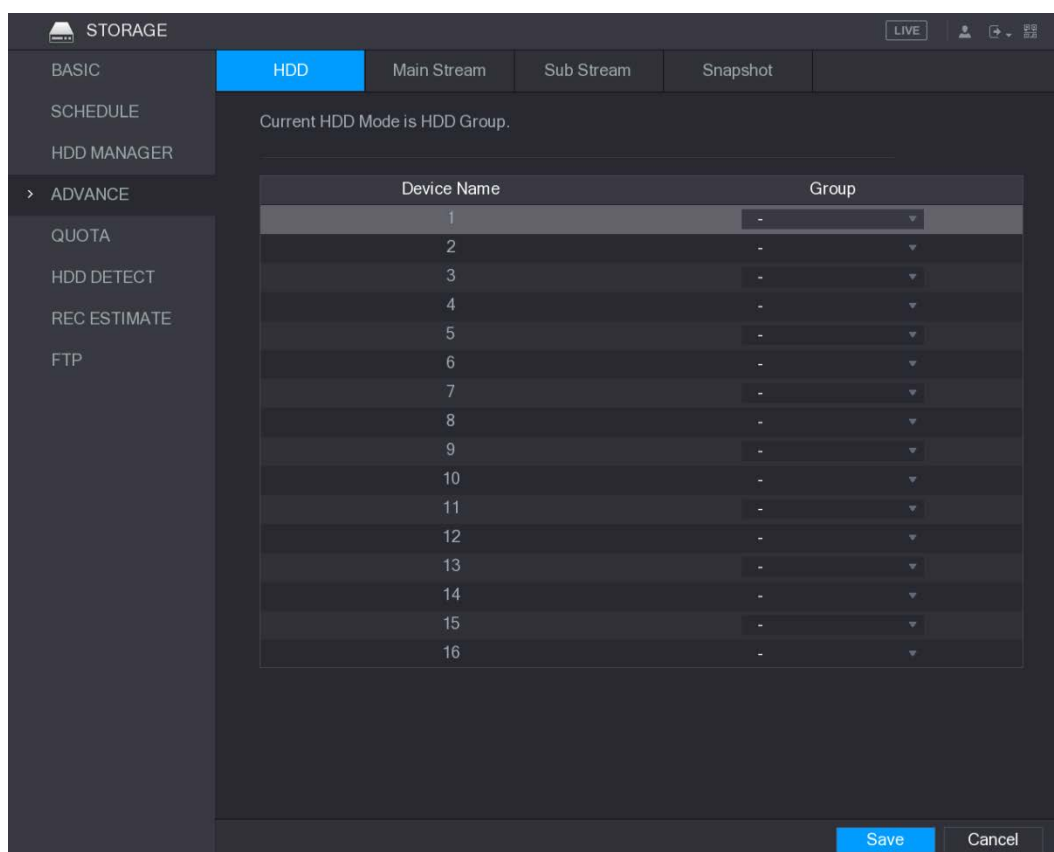 STORAGE LIVE
BASIC
SCHEDULE
HDD MANAGER
> ADVANCE
QUOTA
HDD DETECT
REC ESTIMATE
FTP
HDD Main Stream Sub Stream Snapshot
Current HDD Mode is HDD Group.
Device Name Group
1 -
2 -
3 -
4 -
5 -
6 -
7 -
8 -
9 -
10 -
11 -
12 -
13 -
14 -
15 -
16 -
Save Cancel